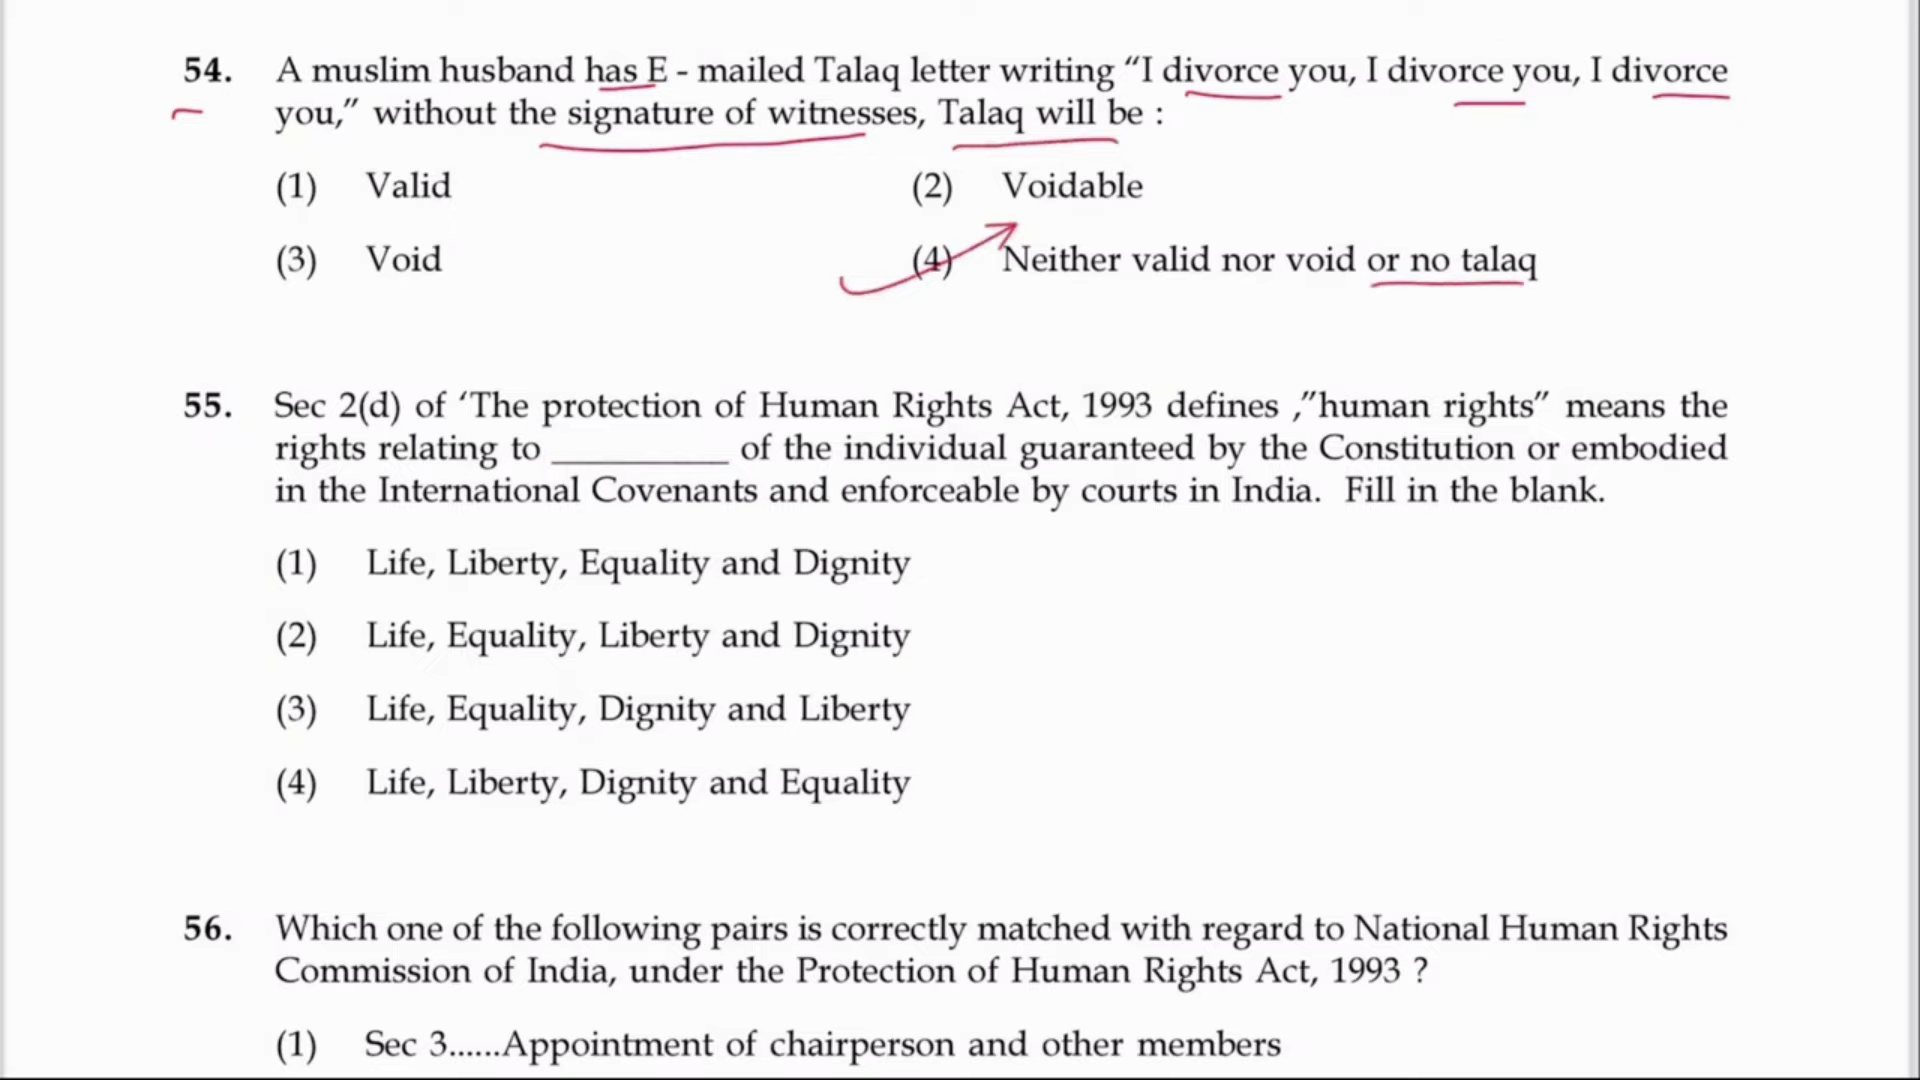 54. A muslim husband has E - mailed Talaq letter writing “I divorce you, I divorce you, I divorce
you,” without the signature of witnesses, Talaq will be :
(1) Valid (2) Voidable
(3) Void (4) Neither valid nor void or no talaq
55. Sec 2(d) of ‘The protection of Human Rights Act, 1993 defines ,”human rights” means the
rights relating to __________ of the individual guaranteed by the Constitution or embodied
in the International Covenants and enforceable by courts in India. Fill in the blank.
(1) Life, Liberty, Equality and Dignity
(2) Life, Equality, Liberty and Dignity
(3) Life, Equality, Dignity and Liberty
(4) Life, Liberty, Dignity and Equality
56. Which one of the following pairs is correctly matched with regard to National Human Rights
Commission of India, under the Protection of Human Rights Act, 1993 ?
(1) Sec 3......Appointment of chairperson and other members